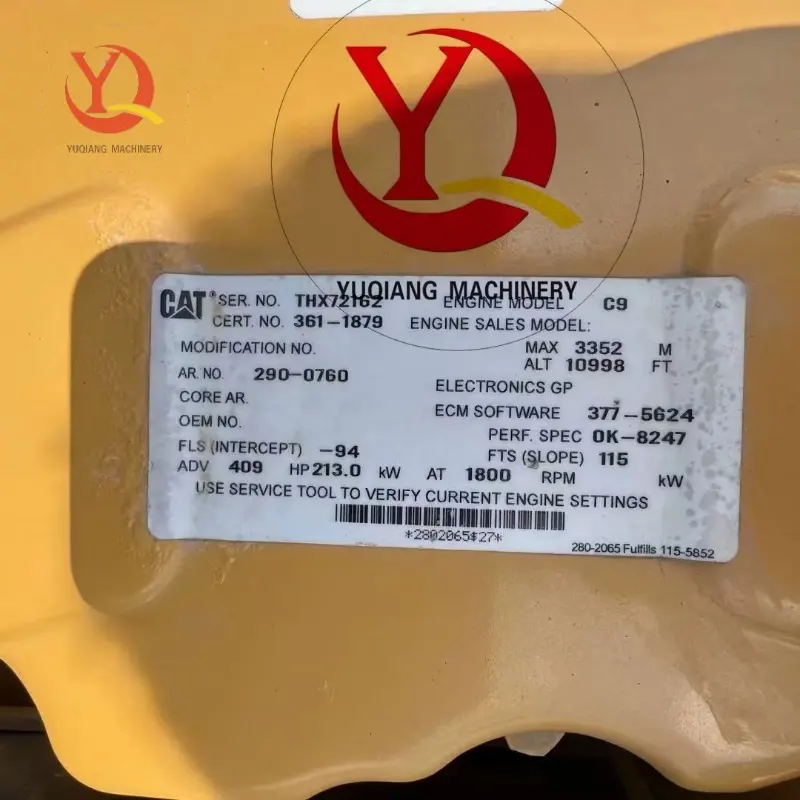 YQ
YUQIANG MACHINERY
YQ
YUQIANG MACHINERY
CAT® SER. NO. THX72162 ENGINE MODEL C9
CERT. NO. 361-1879 ENGINE SALES MODEL:
MODIFICATION NO. MAX 3352 M
AR. NO. 290-0760 ALT 10998 FT
CORE AR. ELECTRONICS GP
OEM NO. ECM SOFTWARE 377-5624
PERF. SPEC 0K-8247
FLS (INTERCEPT) -94 FTS (SLOPE) 115
ADV 409 HP 213.0 kW AT 1800 RPM kW
USE SERVICE TOOL TO VERIFY CURRENT ENGINE SETTINGS
*2802065$27*
280-2065 Fulfills 115-5852